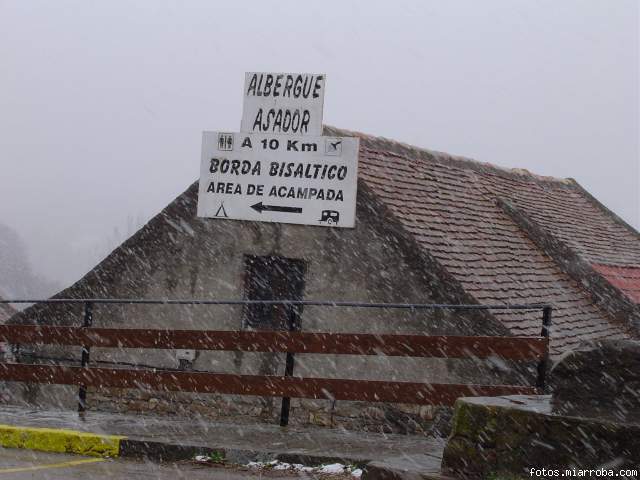 ALBERGUE
ASADOR
A 10 Km
BORDA BISALTICO
AREA DE ACAMPADA
fotos.miarroba.com